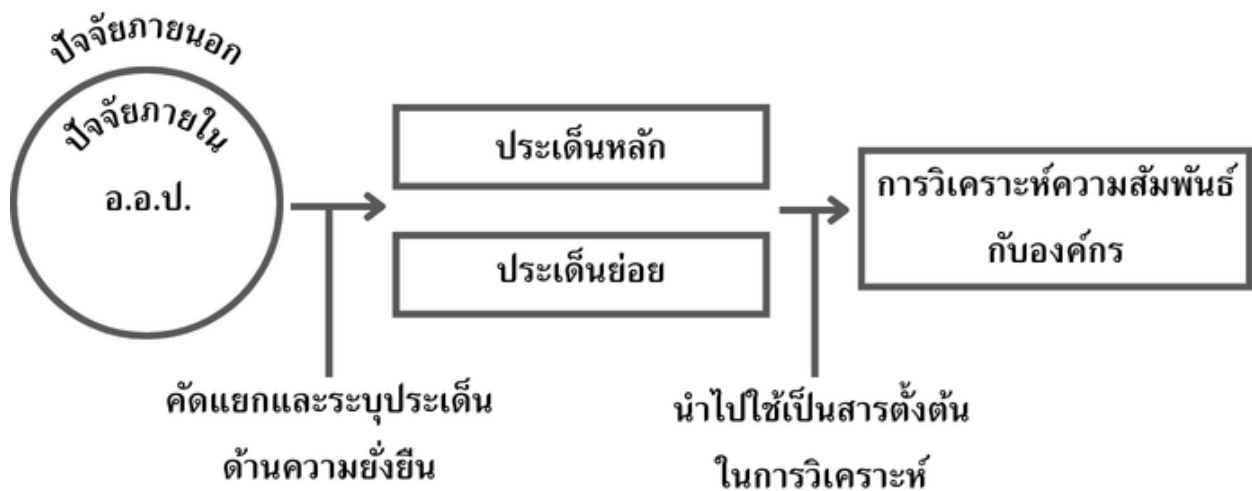 ปัจจัยภายนอก
ปัจจัยภายใน
อ.อ.ป.
ประเด็นหลัก
ประเด็นย่อย
การวิเคราะห์ความสัมพันธ์
กับองค์กร
คัดแยกและระบุประเด็น
ด้านความยั่งยืน
นำไปใช้เป็นสารตั้งต้น
ในการวิเคราะห์